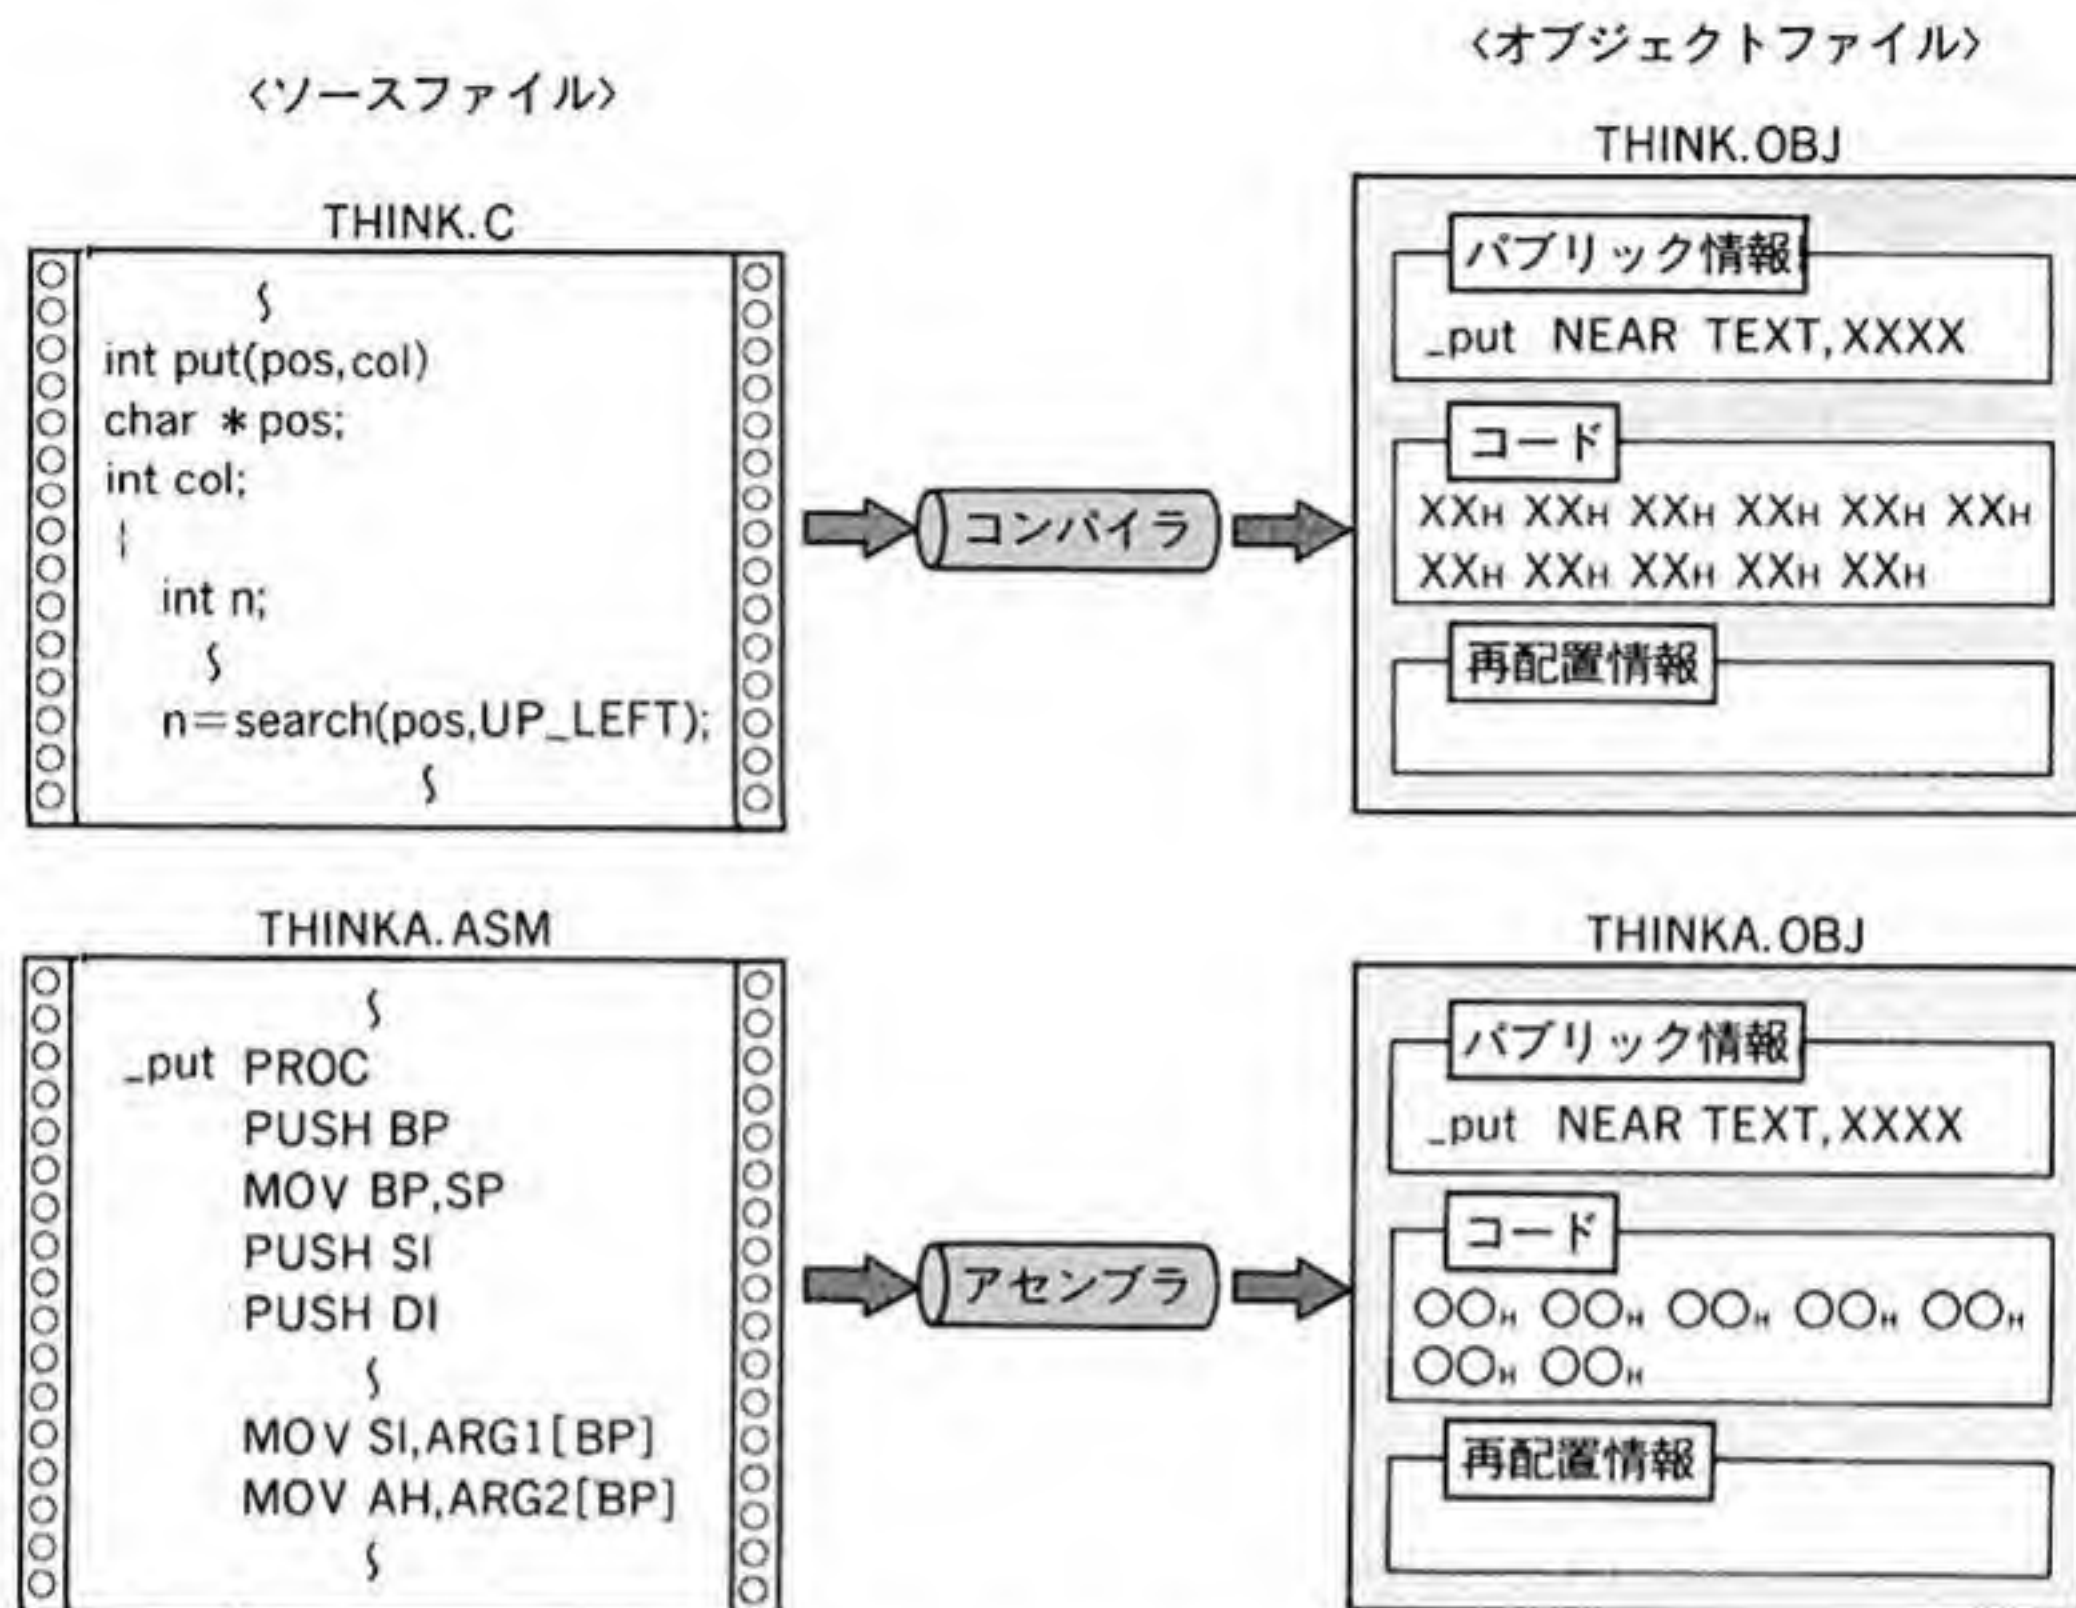 〈ソースファイル〉
〈オブジェクトファイル〉
THINK.C
int put(pos,col)
char *pos;
int col;
{
int n;
n=search(pos,UP_LEFT);
コンパイラ
THINK.OBJ
パブリック情報
_put NEAR TEXT,XXXX
コード
XXH XXH XXH XXH XXH XXH
XXH XXH XXH XXH XXH
再配置情報
THINKA.ASM
_put PROC
PUSH BP
MOV BP,SP
PUSH SI
PUSH DI
MOV SI,ARG1[BP]
MOV AH,ARG2[BP]
アセンブラ
THINKA.OBJ
パブリック情報
_put NEAR TEXT,XXXX
コード
○○H ○○H ○○H ○○H ○○H
○○H ○○H
再配置情報